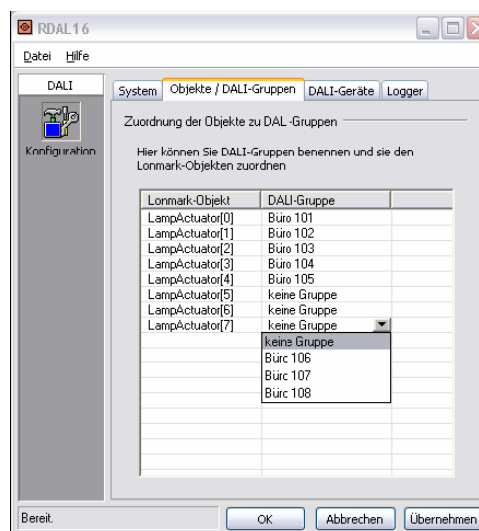 RDAL16
Datei Hilfe
DALI
Konfiguration
System Objekte / DALI-Gruppen DALI-Geräte Logger
Zuordnung der Objekte zu DAL-Gruppen
Hier können Sie DALI-Gruppen benennen und sie den
Lonmark-Objekten zuordnen
Lonmark-Objekt DALI-Gruppe
LampActuator[0] Büro 101
LampActuator[1] Büro 102
LampActuator[2] Büro 103
LampActuator[3] Büro 104
LampActuator[4] Büro 105
LampActuator[5] keine Gruppe
LampActuator[6] keine Gruppe
LampActuator[7] keine Gruppe
keine Gruppe
Büro 106
Büro 107
Büro 108
Bereit.
OK Abbrechen Übernehmen